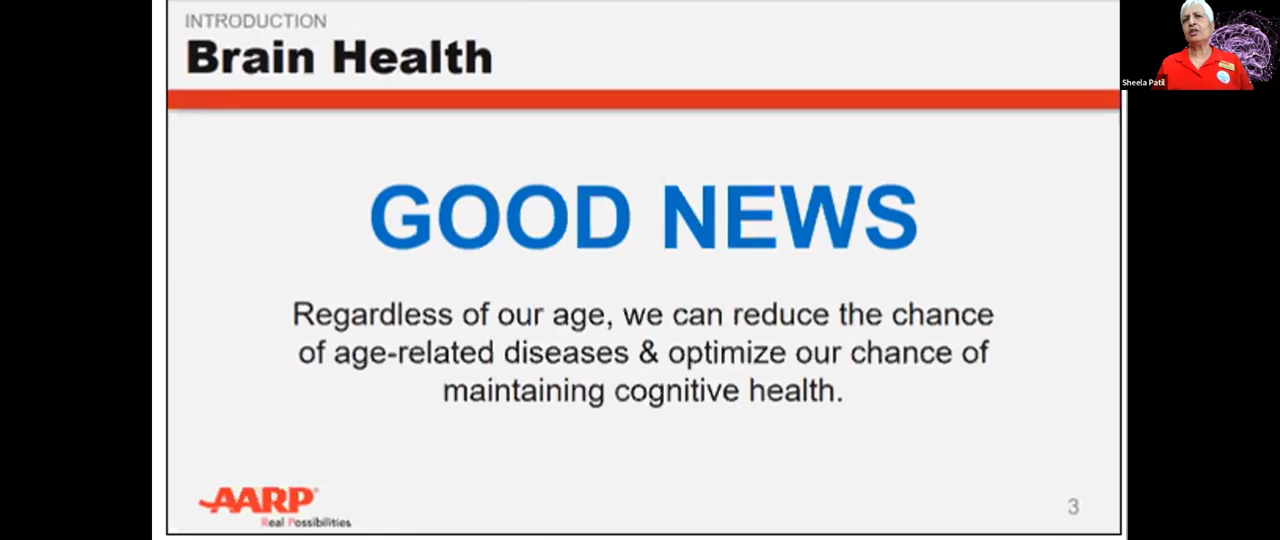 INTRODUCTION
Brain Health
GOOD NEWS
Regardless of our age, we can reduce the chance
of age-related diseases & optimize our chance of
maintaining cognitive health.
AARP
Real Possibilities
3
Sheela Patil